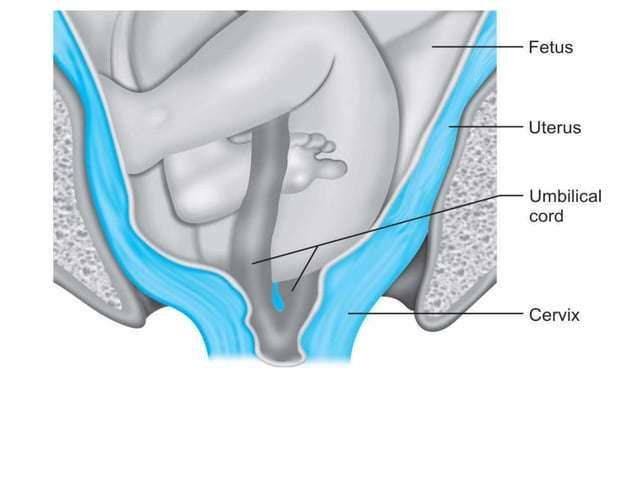 Fetus
Uterus
Umbilical
cord
Cervix